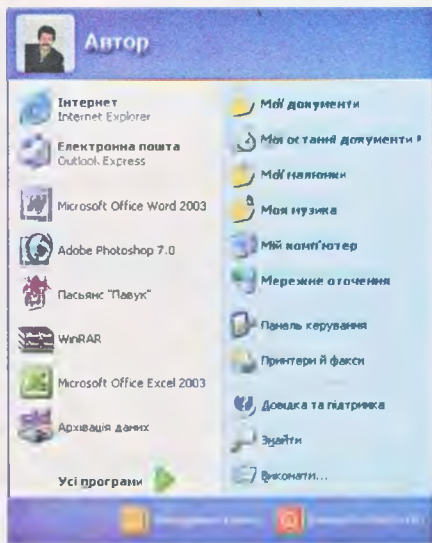 Автор
Інтернет
Internet Explorer
Електронна пошта
Outlook Express
Microsoft Office Word 2003
Adobe Photoshop 7.0
Пасьянс "Павук"
WinRAR
Microsoft Office Excel 2003
Архівація даних
Усі програми
Мої документи
Мої останні документи
Мої малюнки
Моя музика
Мій комп'ютер
Мережне оточення
Панель керування
Принтери й факси
Довідка та підтримка
Знайти
Виконати...